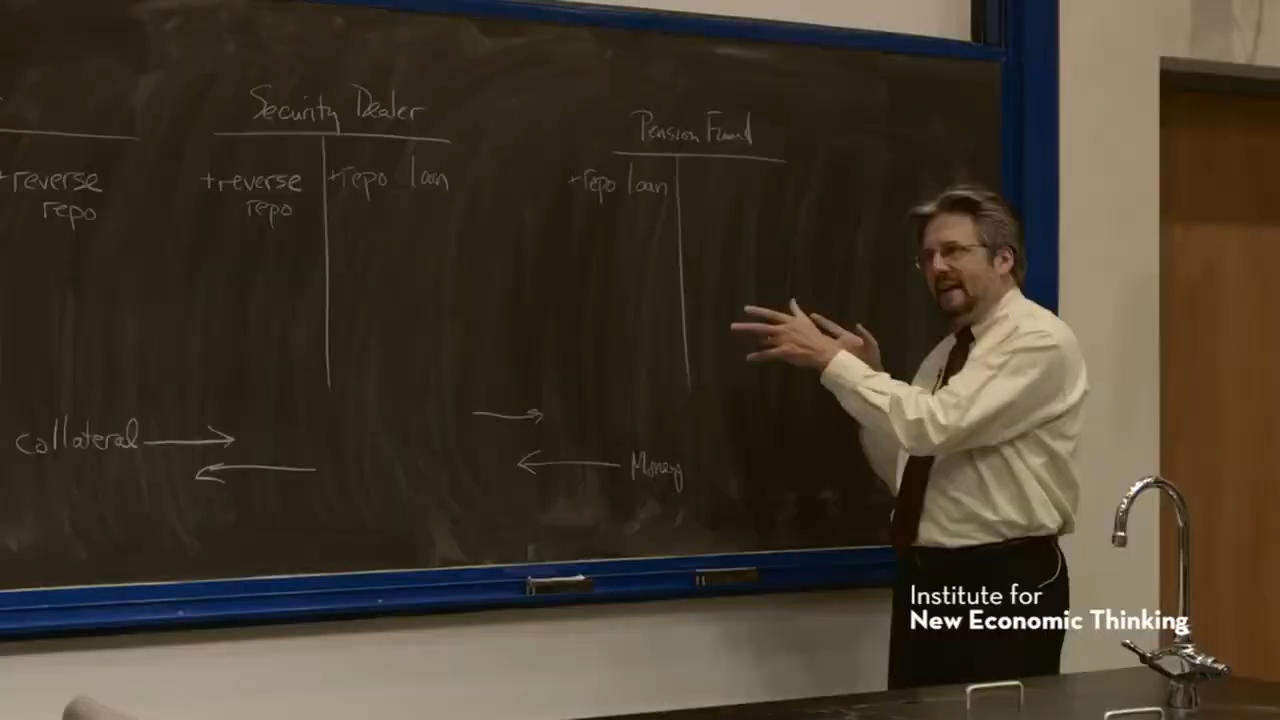 Security Dealer
Pension Fund
+reverse
repo
+reverse
repo
+repo loan
+repo loan
collateral
Money
Institute for
New Economic Thinking